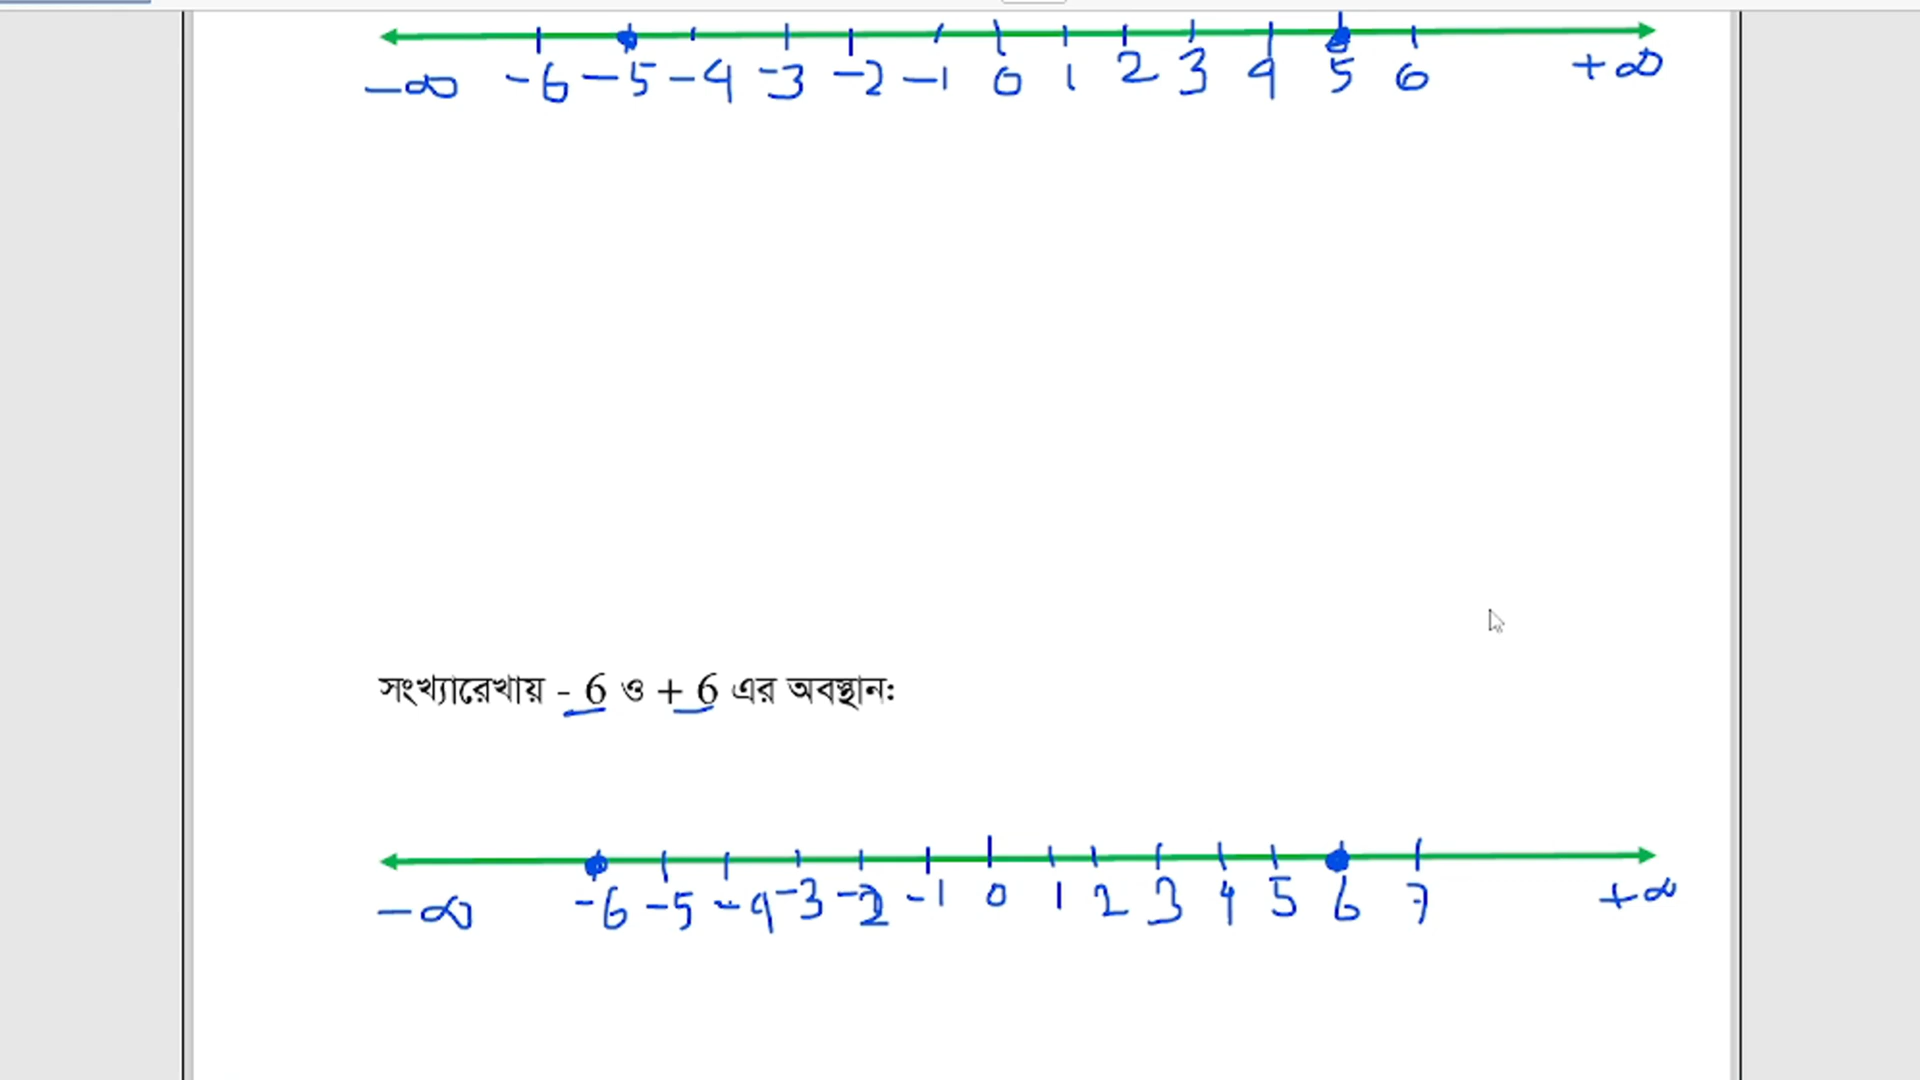 -∞ -6 -5 -4 -3 -2 -1 0 1 2 3 4 5 6 +∞
সংখ্যারেখায় - 6 ও + 6 এর অবস্থান:
-∞ -6 -5 -4 -3 -2 -1 0 1 2 3 4 5 6 7 +∞